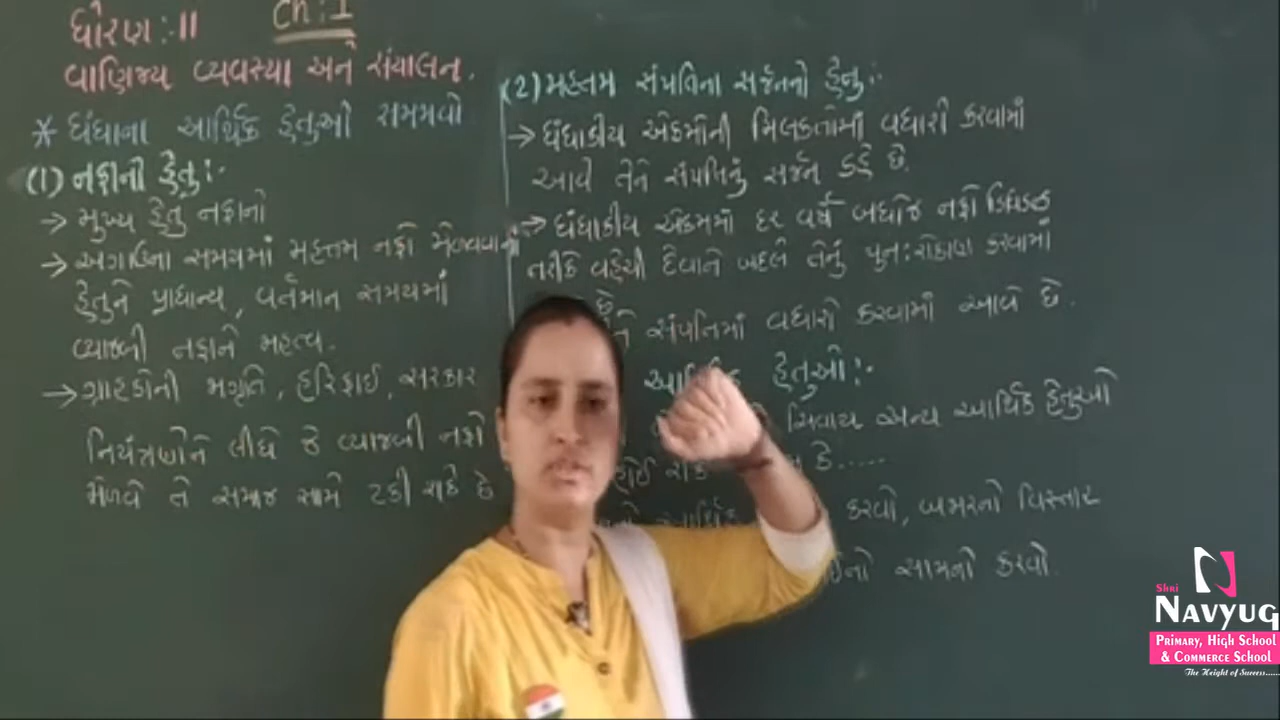 ધોરણ :- 11
Ch : 1
વાણિજ્ય વ્યવસ્થા અને સંચાલન.
* ધંધાના આર્થિક હેતુઓ સમજાવો
(1) નફાનો હેતુ :-
→ મુખ્ય હેતુ નફાનો
→ અગાઉના સમયમાં મહત્તમ નફો મેળવવાના
હેતુને પ્રાધાન્ય, વર્તમાન સમયમાં
વ્યાજબી નફાને મહત્વ.
→ ગ્રાહકોની જાગૃતિ, હરિફાઈ, સરકાર
નિયંત્રણોને લીધે જે વ્યાજબી નફો
મેળવે તે સમાજ સામે ટકી શકે છે
(2) મહત્તમ સંપત્તિના સર્જનનો હેતુ :-
→ ધંધાકીય એકમોની મિલકતોમાં વધારો કરવામાં
આવે તેને સંપત્તિનું સર્જન કહે છે.
→ ધંધાકીય એકમમાં દર વર્ષે બધોજ નફો ડિવિડન્ડ
તરીકે વહેંચી દેવાને બદલે તેનું પુન: રોકાણ કરવામાં
છે
સંપત્તિમાં વધારો કરવામાં આવે છે.
આર્થિક હેતુઓ :-
સિવાય અન્ય આર્થિક હેતુઓ
હોઈ શકે કે.....
આર્થિક કરવો, બજારનો વિસ્તાર
સામનો કરવો.
Shri
NAVYUG
PRIMARY, HIGH SCHOOL
& COMMERCE SCHOOL
The Height of Success......